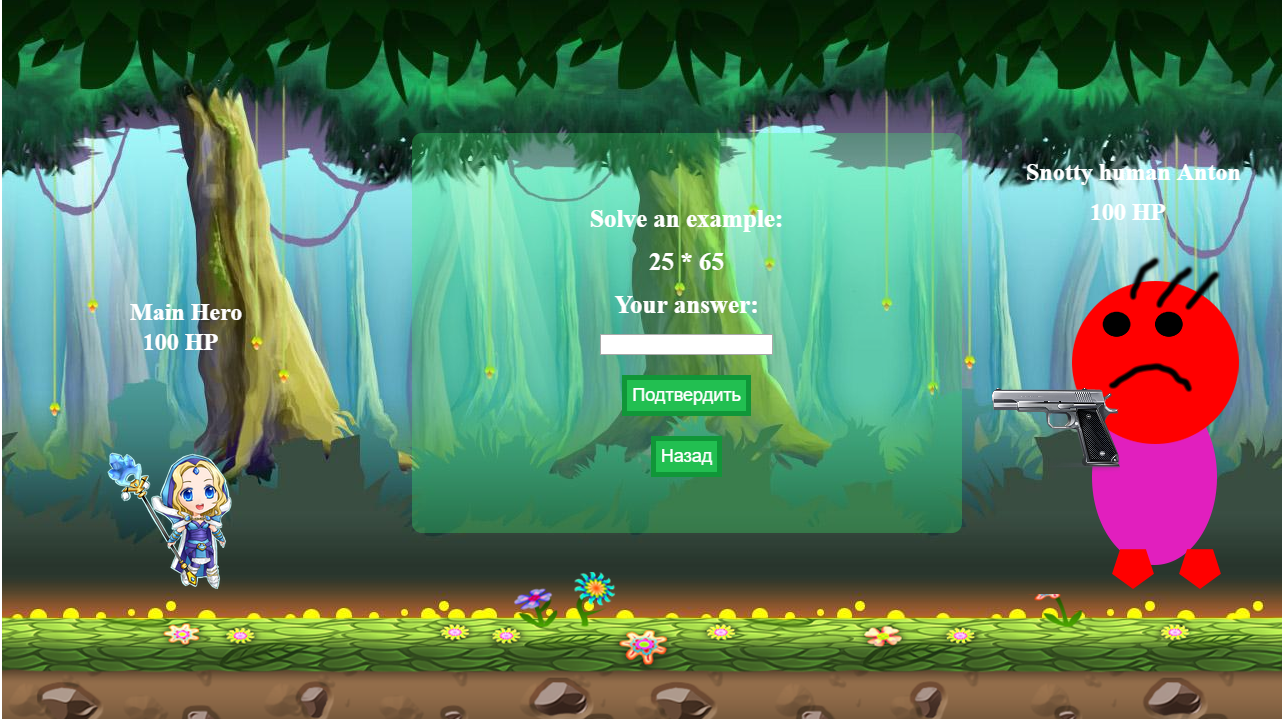 Solve an example:
25 * 65
Your answer:
Подтвердить
Назад
Main Hero
100 HP
Snotty human Anton
100 HP